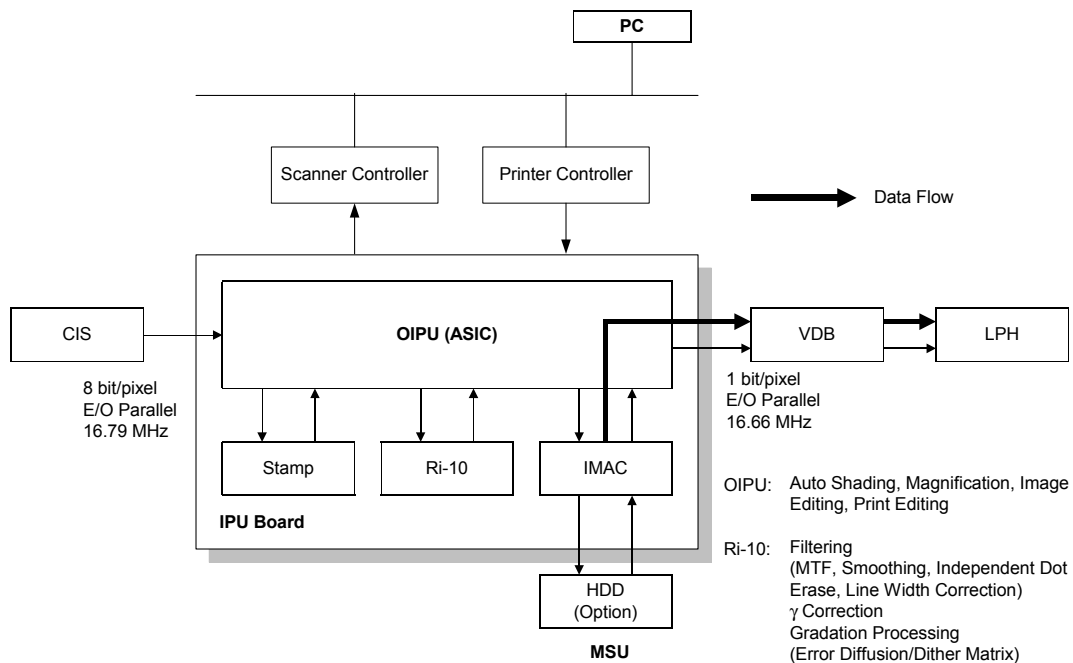 PC
Scanner Controller
Printer Controller
Data Flow
CIS
OIPU (ASIC)
VDB
LPH
8 bit/pixel
E/O Parallel
16.79 MHz
1 bit/pixel
E/O Parallel
16.66 MHz
Stamp
Ri-10
IMAC
IPU Board
HDD
(Option)
MSU
OIPU: Auto Shading, Magnification, Image
Editing, Print Editing
Ri-10: Filtering
(MTF, Smoothing, Independent Dot
Erase, Line Width Correction)
γ Correction
Gradation Processing
(Error Diffusion/Dither Matrix)